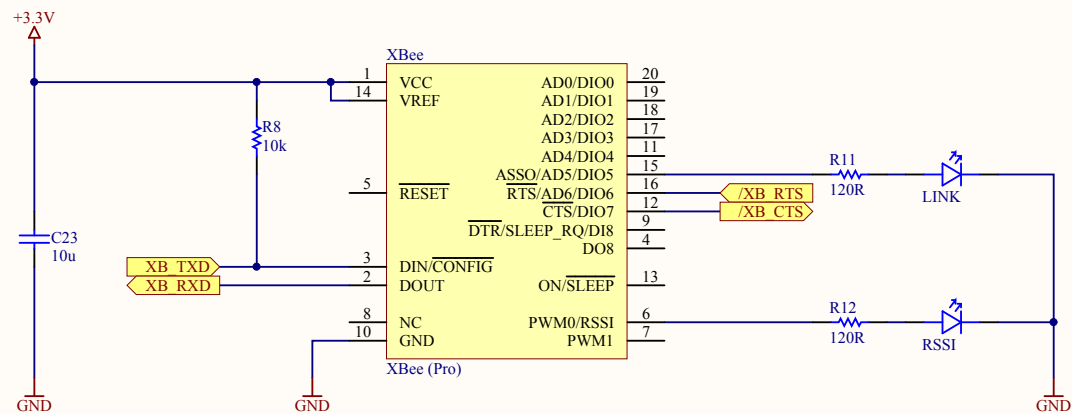 +3.3V
XBee
1 VCC AD0/DIO0 20
14 VREF AD1/DIO1 19
AD2/DIO2 18
R8 AD3/DIO3 17
10k AD4/DIO4 11
ASSO/AD5/DIO5 15 R11
5 RESET RTS/AD6/DIO6 16 /XB_RTS 120R LINK
CTS/DIO7 12 /XB_CTS
DTR/SLEEP_RQ/DI8 9
C23 DO8 4
10u
XB_TXD 3 DIN/CONFIG
XB_RXD 2 DOUT ON/SLEEP 13
R12
8 NC PWM0/RSSI 6
10 GND PWM1 7 120R RSSI
XBee (Pro)
GND GND GND